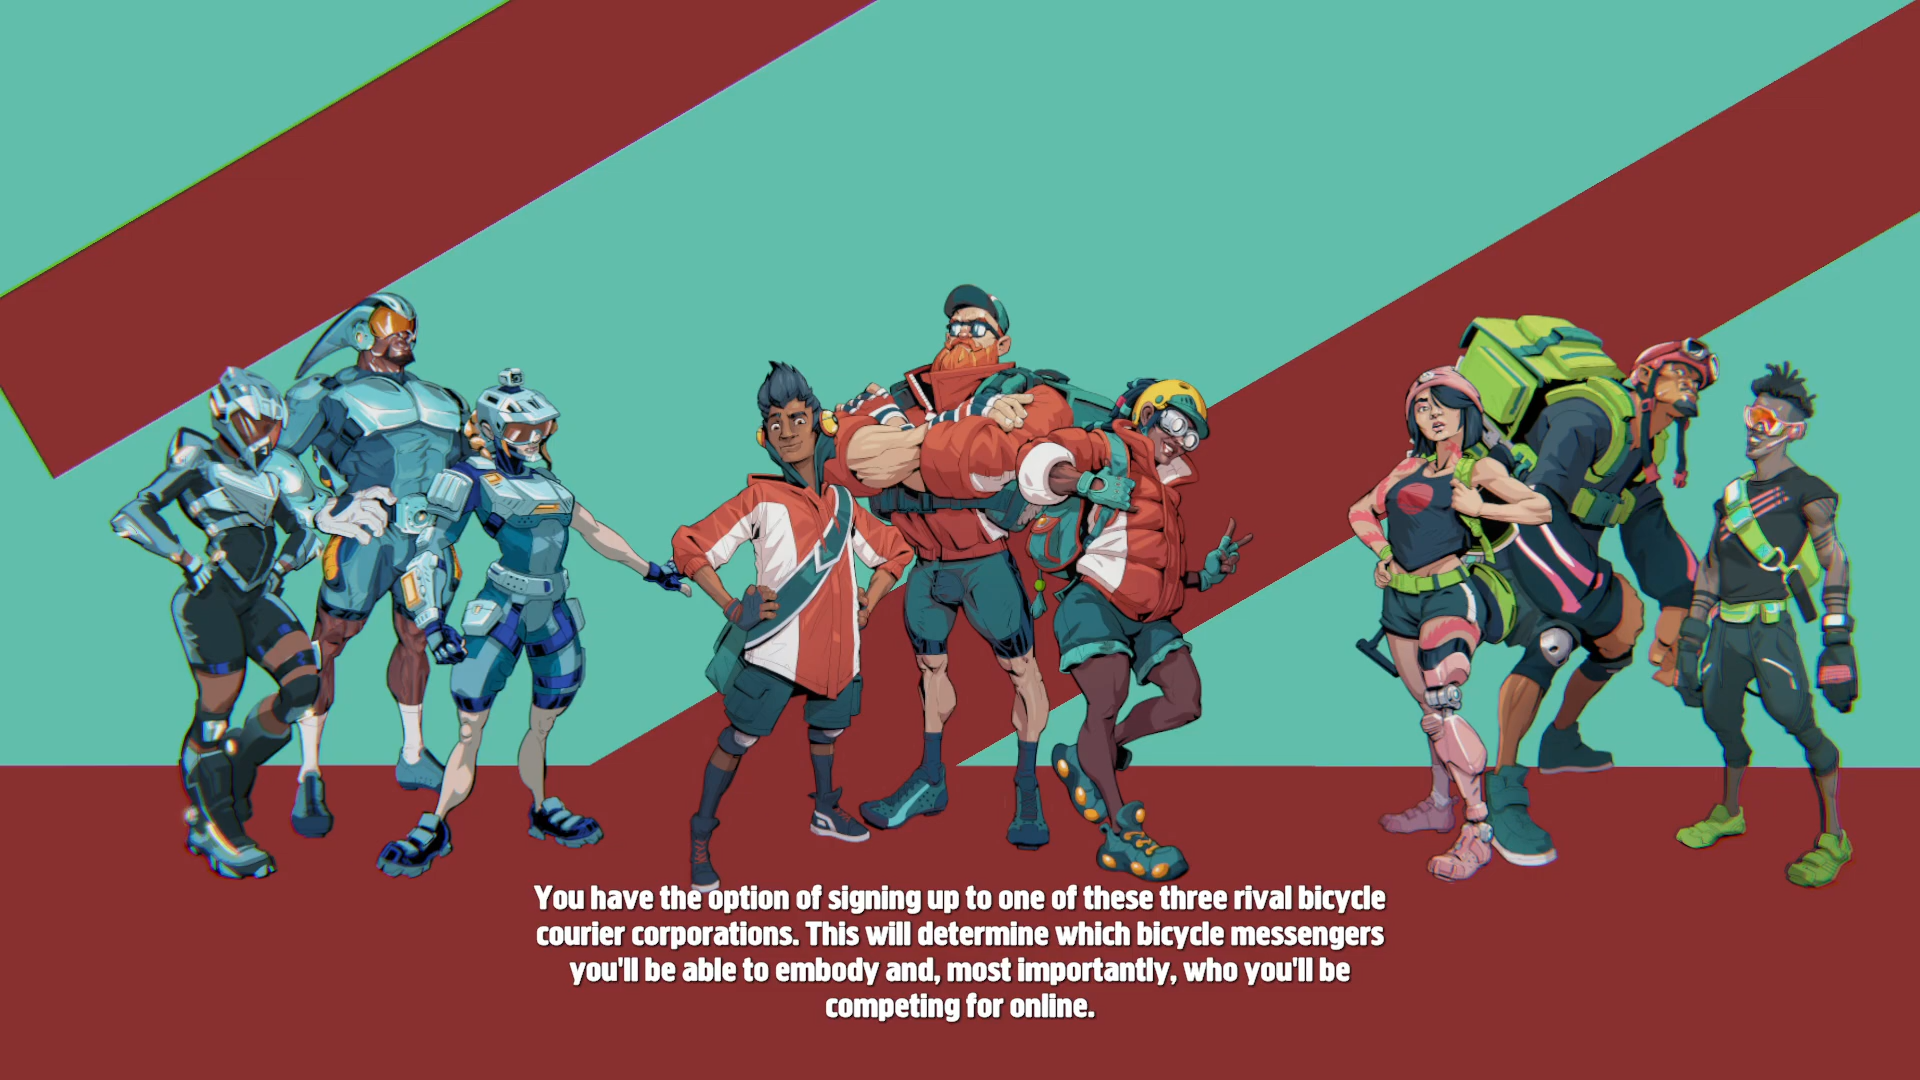 You have the option of signing up to one of these three rival bicycle
courier corporations. This will determine which bicycle messengers
you'll be able to embody and, most importantly, who you'll be
competing for online.